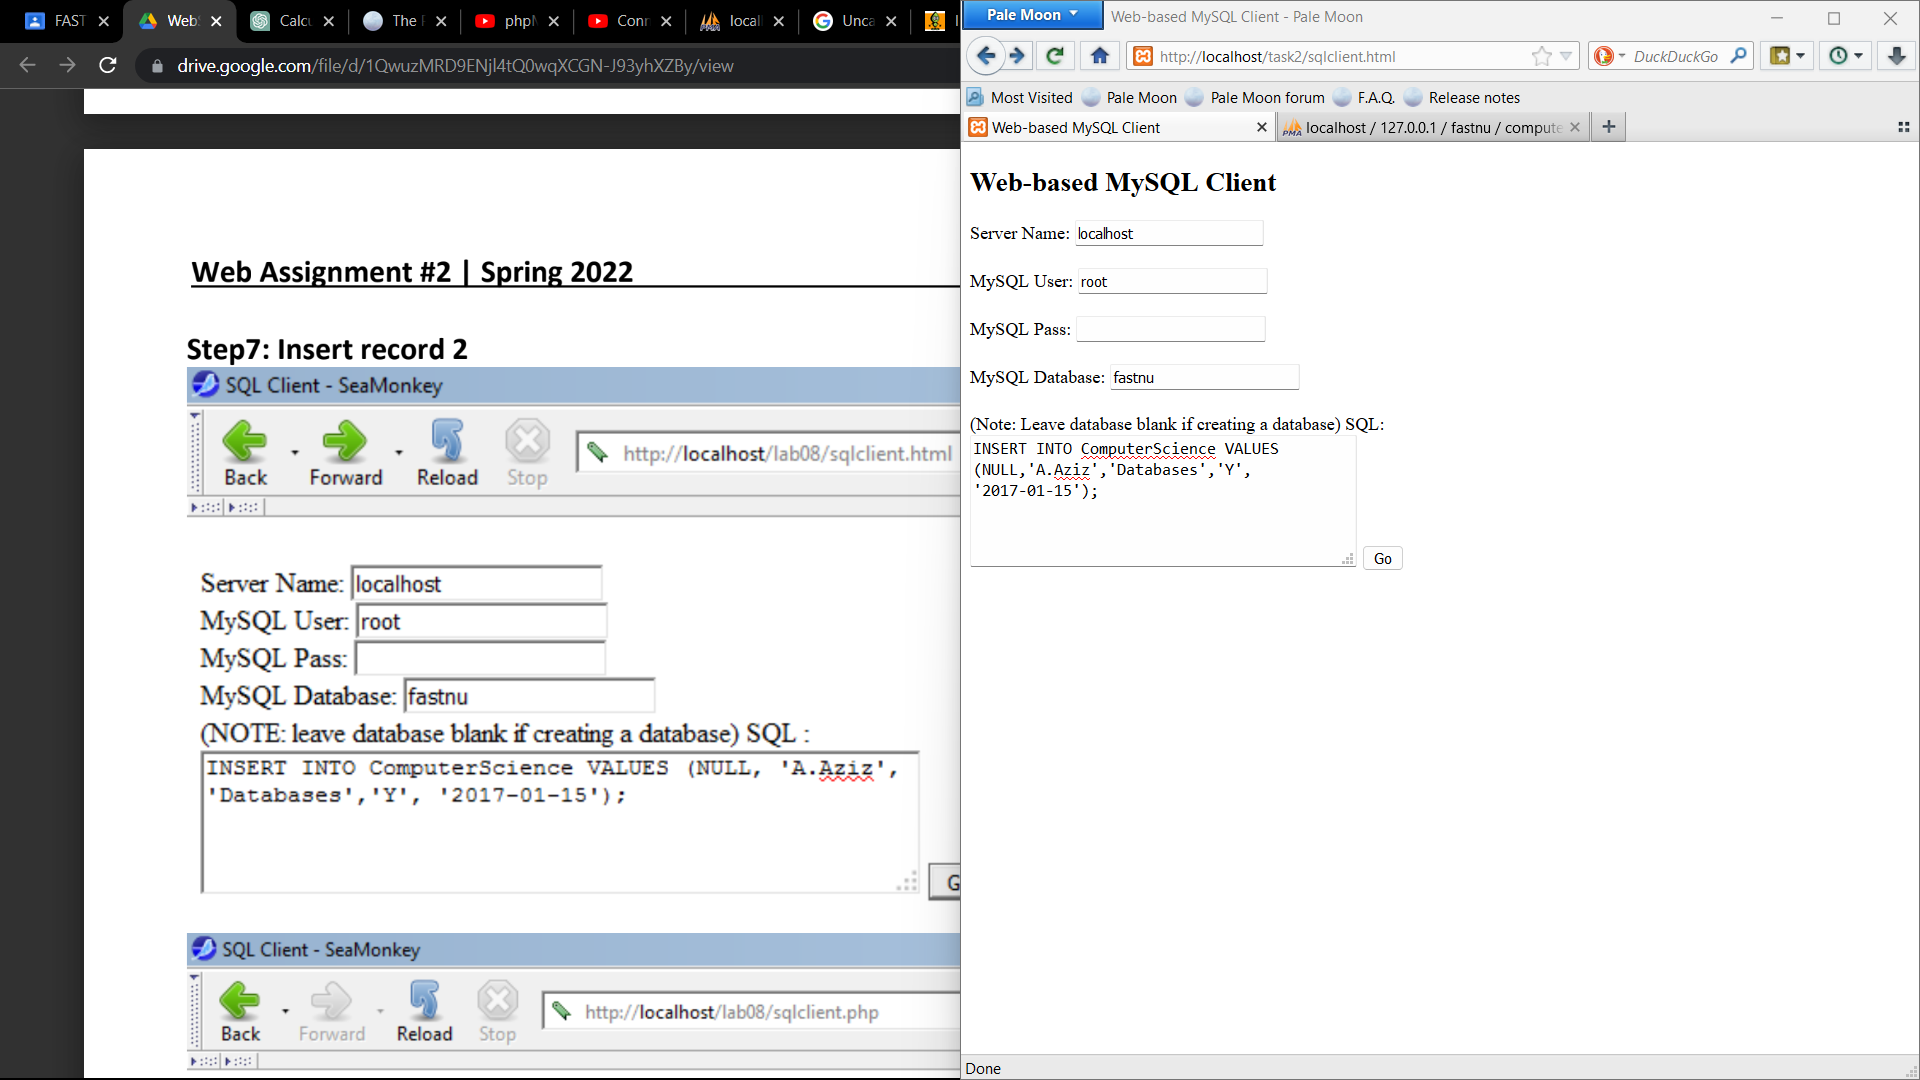 FAST
Web
Calcu
The F
phpM
Conn
locall
Unca
drive.google.com/file/d/1QwuzMRD9ENjl4tQ0wqXCGN-J93yhXZBy/view
Web Assignment #2 | Spring 2022
Step7: Insert record 2
SQL Client - SeaMonkey
Back
Forward
Reload
Stop
http://localhost/lab08/sqlclient.html
Server Name: localhost
MySQL User: root
MySQL Pass:
MySQL Database: fastnu
(NOTE: leave database blank if creating a database) SQL :
INSERT INTO ComputerScience VALUES (NULL, 'A.Aziz',
'Databases','Y', '2017-01-15');
G
SQL Client - SeaMonkey
Back
Forward
Reload
Stop
http://localhost/lab08/sqlclient.php
Pale Moon
Web-based MySQL Client - Pale Moon
http://localhost/task2/sqlclient.html
DuckDuckGo
Most Visited
Pale Moon
Pale Moon forum
F.A.Q.
Release notes
Web-based MySQL Client
PMA
localhost / 127.0.0.1 / fastnu / compute
Web-based MySQL Client
Server Name: localhost
MySQL User: root
MySQL Pass:
MySQL Database: fastnu
(Note: Leave database blank if creating a database) SQL:
INSERT INTO ComputerScience VALUES
(NULL,'A.Aziz','Databases','Y',
'2017-01-15');
Go
Done